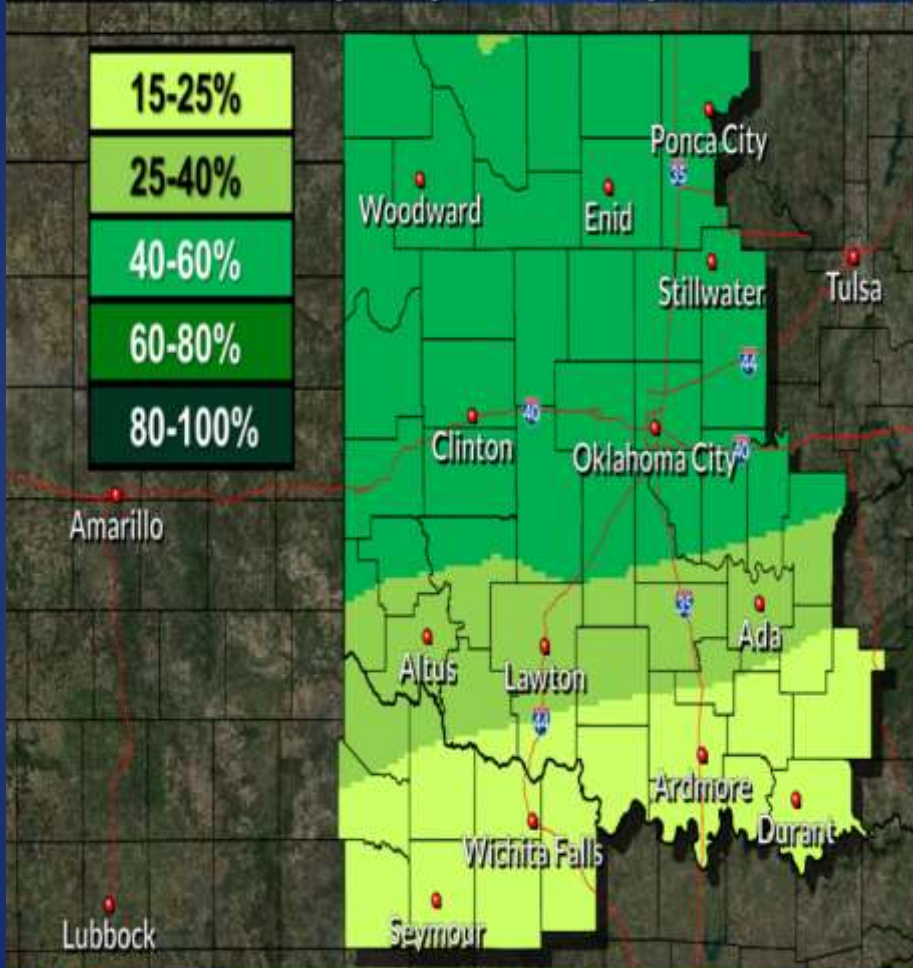 15-25%
25-40%
40-60%
60-80%
80-100%
Ponca City
35
Woodward
Enid
Stillwater
Tulsa
44
40
Clinton
Oklahoma City
40
Amarillo
35
Ada
Altus
Lawton
44
Ardmore
Durant
Wichita Falls
Seymour
Lubbock